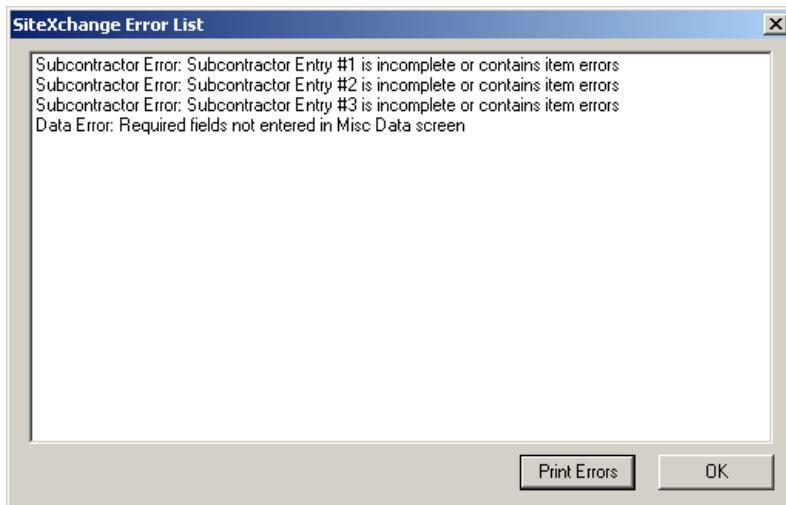 SiteXchange Error List
Subcontractor Error: Subcontractor Entry #1 is incomplete or contains item errors
Subcontractor Error: Subcontractor Entry #2 is incomplete or contains item errors
Subcontractor Error: Subcontractor Entry #3 is incomplete or contains item errors
Data Error: Required fields not entered in Misc Data screen
Print Errors
OK